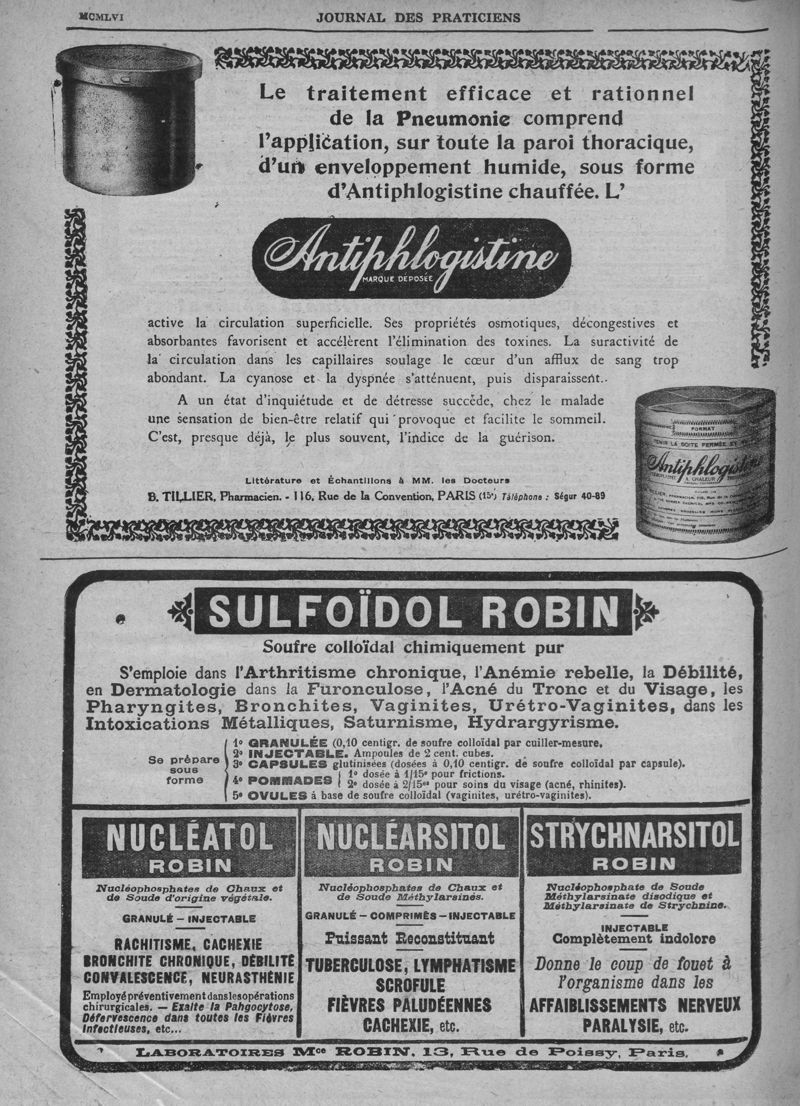 MCMLVI
JOURNAL DES PRATICIENS
Le traitement efficace et rationnel
de la Pneumonie comprend
l'application, sur toute la paroi thoracique,
d'un enveloppement humide, sous forme
d'Antiphlogistine chauffée. L'
Antiphlogistine
MARQUE DÉPOSÉE
active la circulation superficielle. Ses propriétés osmotiques, décongestives et
absorbantes favorisent et accélèrent l'élimination des toxines. La suractivité de
la circulation dans les capillaires soulage le cœur d'un afflux de sang trop
abondant. La cyanose et la dyspnée s'atténuent, puis disparaissent.
A un état d'inquiétude et de détresse succède, chez le malade
une sensation de bien-être relatif qui provoque et facilite le sommeil.
C'est, presque déjà, le plus souvent, l'indice de la guérison.
FORMAT
TENIR LA BOITE FERMÉE ET
Antiphlogistine
Littérature et Échantillons à MM. les Docteurs
B. TILLIER, Pharmacien. - 116, Rue de la Convention, PARIS (15e) Téléphone : Ségur 40-89
SULFOÏDOL ROBIN
Soufre colloïdal chimiquement pur
S'emploie dans l'Arthritisme chronique, l'Anémie rebelle, la Débilité,
en Dermatologie dans la Furonculose, l'Acné du Tronc et du Visage, les
Pharyngites, Bronchites, Vaginites, Urétro-Vaginites, dans les
Intoxications Métalliques, Saturnisme, Hydrargyrisme.
Se prépare
sous
forme
1o GRANULÉE (0,10 centigr. de soufre colloïdal par cuiller-mesure.
2o INJECTABLE. Ampoules de 2 cent. cubes.
3o CAPSULES glutinisées (dosées à 0,10 centigr. de soufre colloïdal par capsule).
4o POMMADES
1o dosée à 1/15e pour frictions.
2o dosée à 2/15es pour soins du visage (acné, rhinites).
5o OVULES à base de soufre colloïdal (vaginites, urétro-vaginites).
NUCLÉATOL
ROBIN
Nucléophosphates de Chaux et
de Soude d'origine végétale.
GRANULÉ – INJECTABLE
RACHITISME, CACHEXIE
BRONCHITE CHRONIQUE, DÉBILITÉ
CONVALESCENCE, NEURASTHÉNIE
Employé préventivement dans les opérations
chirurgicales. — Exalte la Pahgocytose,
Défervescence dans toutes les Fièvres
Infectieuses, etc...
NUCLÉARSITOL
ROBIN
Nucléophosphates de Chaux et
de Soude Méthylarsinés.
GRANULÉ – COMPRIMÉS – INJECTABLE
Puissant Reconstituant
TUBERCULOSE, LYMPHATISME
SCROFULE
FIÈVRES PALUDÉENNES
CACHEXIE, etc.
STRYCHNARSITOL
ROBIN
Nucléophosphate de Soude
Méthylarsinate disodique et
Méthylarsinate de Strychnine.
INJECTABLE
Complètement indolore
Donne le coup de fouet à
l'organisme dans les
AFFAIBLISSEMENTS NERVEUX
PARALYSIE, etc.
LABORATOIRES Mce ROBIN, 13, Rue de Poissy, Paris.